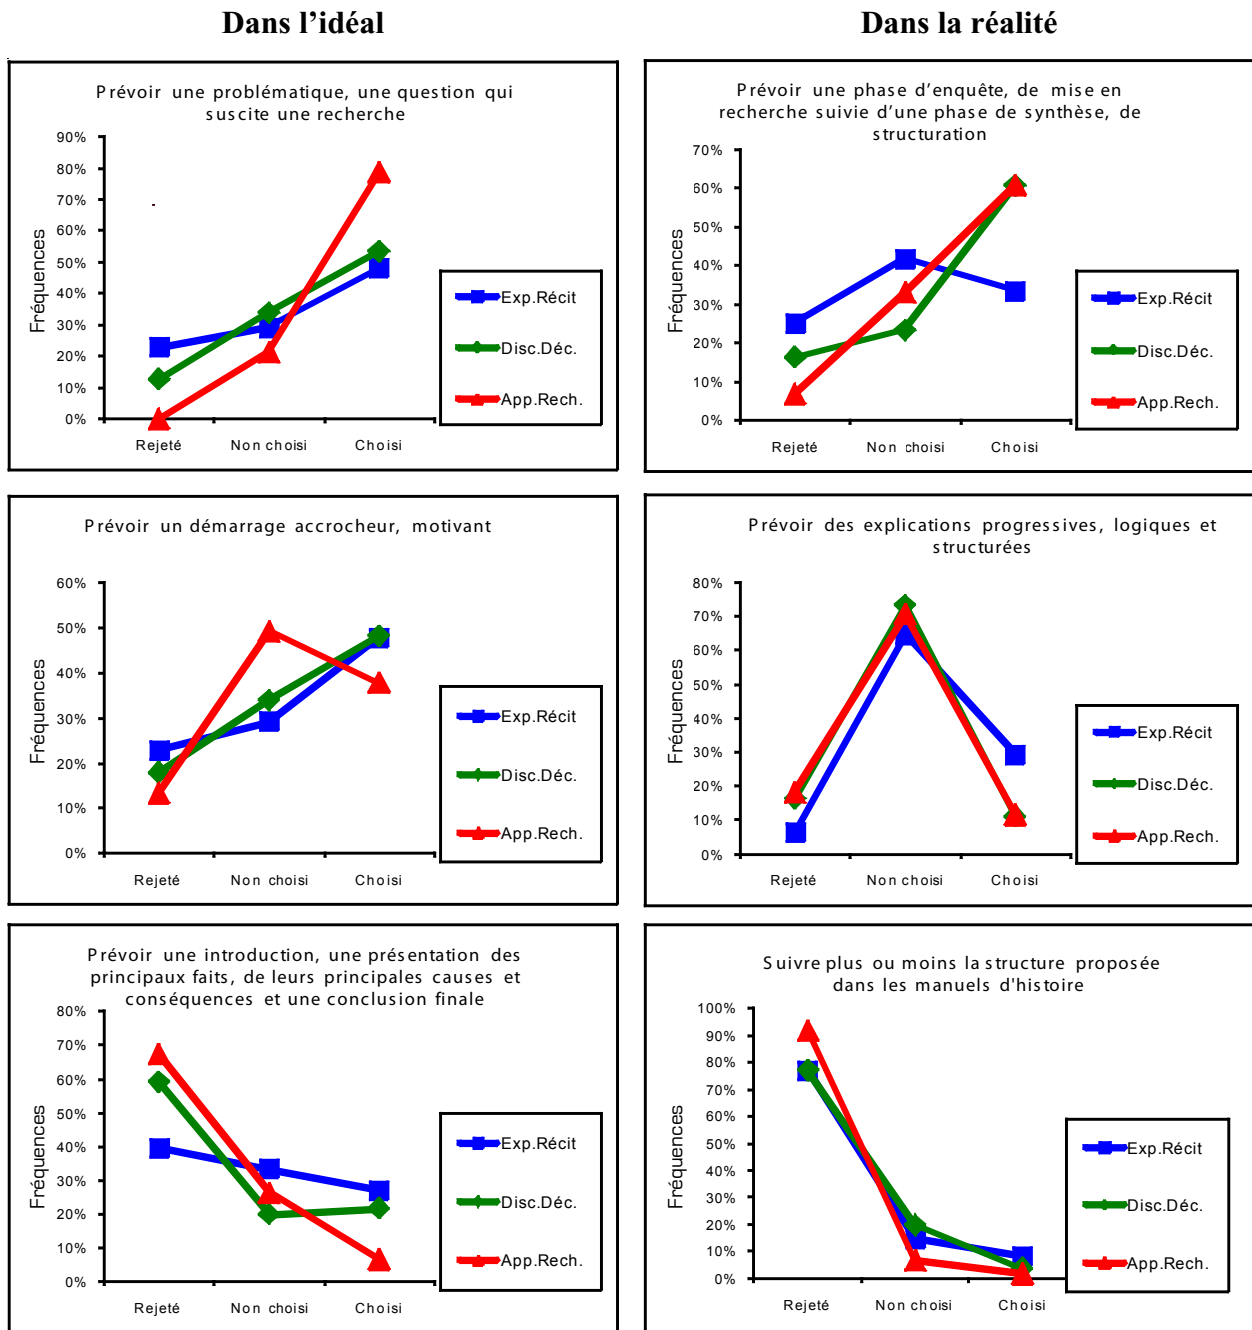 Dans l’idéal
Dans la réalité
Prévoir une problématique, une question qui
suscite une recherche
90%
80%
70%
60%
50%
40%
30%
20%
10%
0%
Fréquences
Rejeté Non choisi Choisi
Exp.Récit
Disc.Déc.
App.Rech.
Prévoir une phase d’enquête, de mise en
recherche suivie d’une phase de synthèse, de
structuration
70%
60%
50%
40%
30%
20%
10%
0%
Fréquences
Rejeté Non choisi Choisi
Exp.Récit
Disc.Déc.
App.Rech.
Prévoir un démarrage accrocheur, motivant
60%
50%
40%
30%
20%
10%
0%
Fréquences
Rejeté Non choisi Choisi
Exp.Récit
Disc.Déc.
App.Rech.
Prévoir des explications progressives, logiques et
structurées
80%
70%
60%
50%
40%
30%
20%
10%
0%
Fréquences
Rejeté Non choisi Choisi
Exp.Récit
Disc.Déc.
App.Rech.
Prévoir une introduction, une présentation des
principaux faits, de leurs principales causes et
conséquences et une conclusion finale
80%
70%
60%
50%
40%
30%
20%
10%
0%
Fréquences
Rejeté Non choisi Choisi
Exp.Récit
Disc.Déc.
App.Rech.
Suivre plus ou moins la structure proposée
dans les manuels d'histoire
100%
90%
80%
70%
60%
50%
40%
30%
20%
10%
0%
Fréquences
Rejeté Non choisi Choisi
Exp.Récit
Disc.Déc.
App.Rech.